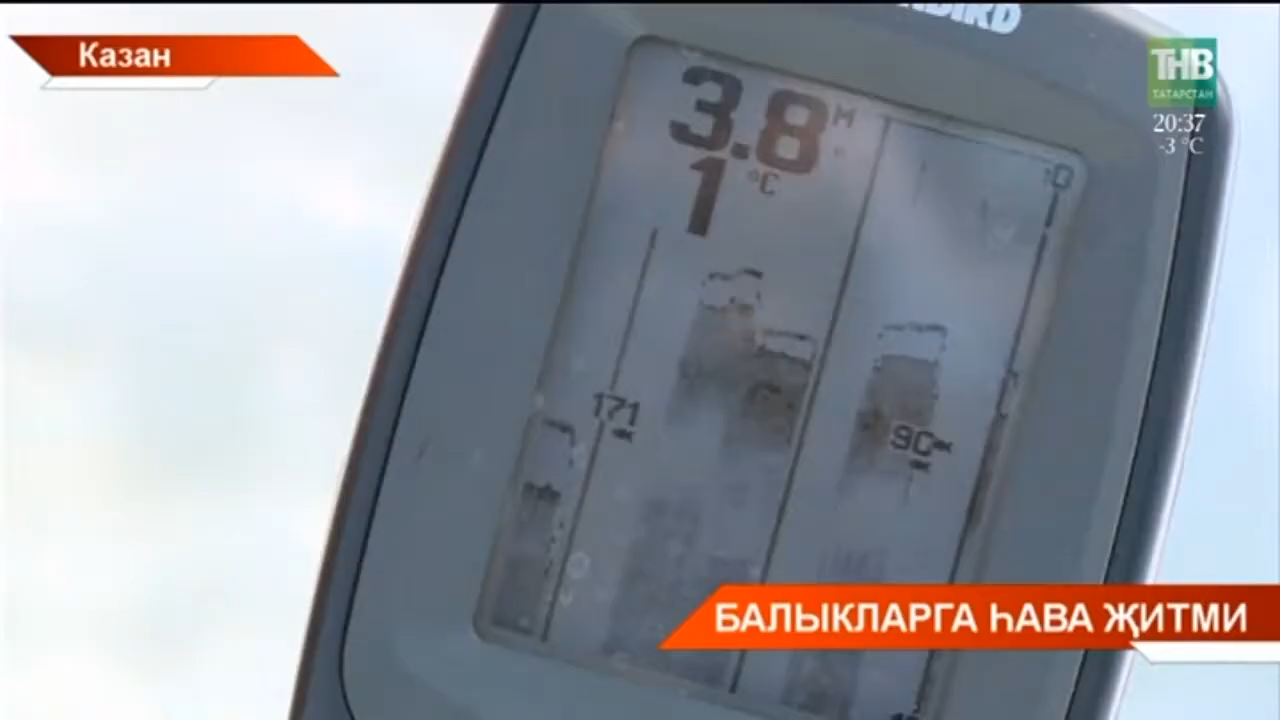 Казан
ТНВ
ТАТАРСТАН
20:37
-3 °C
3.8 м
1 °C
171
90
БАЛЫКЛАРГА ҺАВА ҖИТМИ